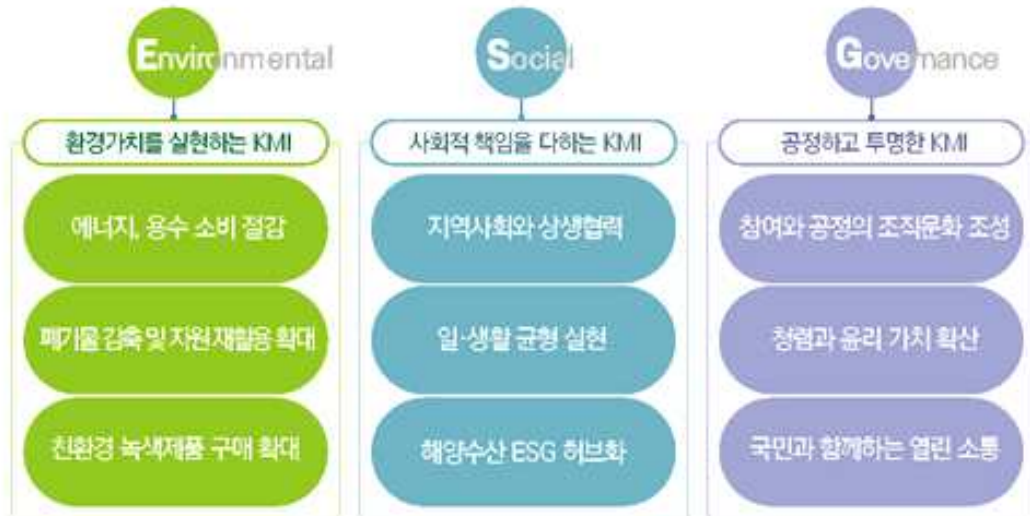 Environmental
환경가치를 실현하는 KMI
에너지, 용수 소비 절감
폐기물 감축 및 자원 재활용 확대
친환경 녹색제품 구매 확대
Social
사회적 책임을 다하는 KMI
지역사회와 상생협력
일·생활 균형 실현
해양수산 ESG 허브화
Governance
공정하고 투명한 KMI
참여와 공정의 조직문화 조성
청렴과 윤리 가치 확산
국민과 함께하는 열린 소통